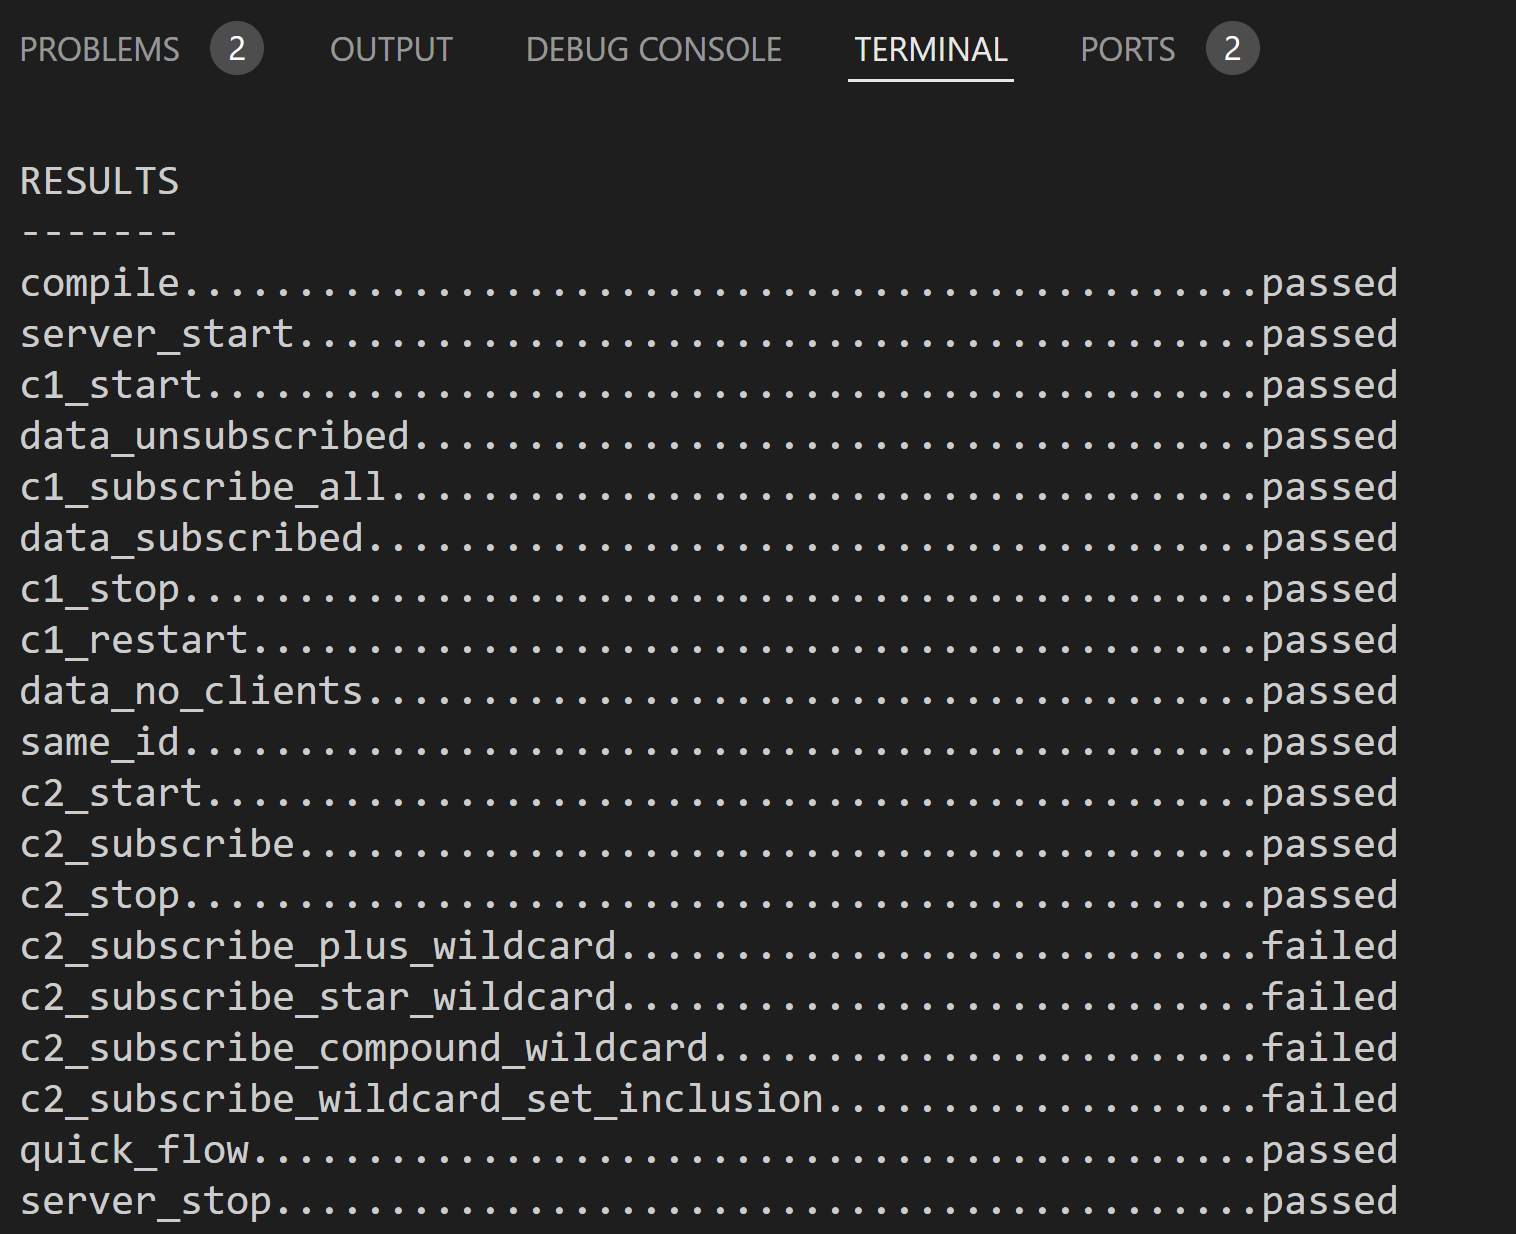 PROBLEMS 2 OUTPUT DEBUG CONSOLE TERMINAL PORTS 2
RESULTS
-------
compile...............................................passed
server_start..........................................passed
c1_start..............................................passed
data_unsubscribed.....................................passed
c1_subscribe_all......................................passed
data_subscribed.......................................passed
c1_stop...............................................passed
c1_restart............................................passed
data_no_clients.......................................passed
same_id...............................................passed
c2_start..............................................passed
c2_subscribe..........................................passed
c2_stop...............................................passed
c2_subscribe_plus_wildcard............................failed
c2_subscribe_star_wildcard............................failed
c2_subscribe_compound_wildcard........................failed
c2_subscribe_wildcard_set_inclusion...................failed
quick_flow............................................passed
server_stop...........................................passed